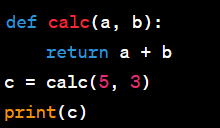 def calc(a, b):
    return a + b
c = calc(5, 3)
print(c)